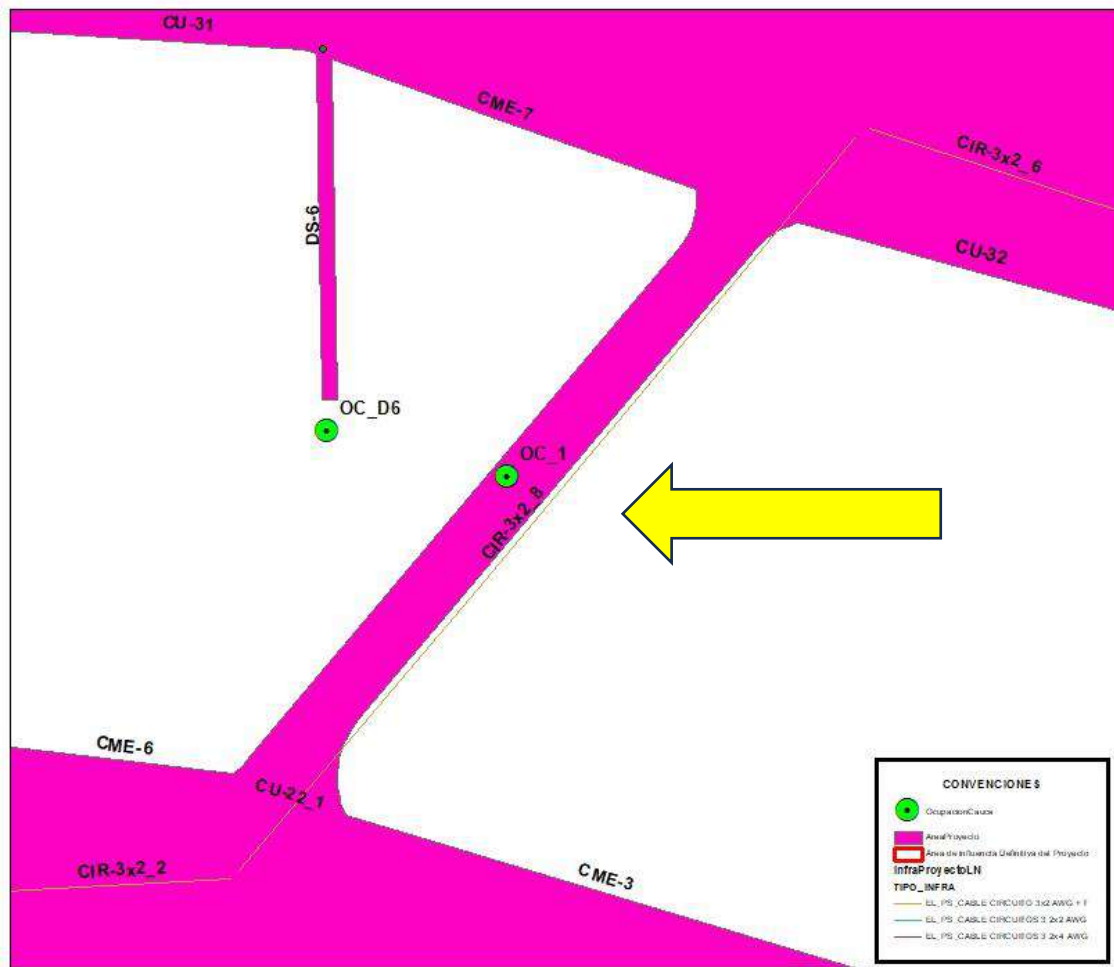 CU-31
CME-7
CIR-3x2_6
DS-6
CU-32
OC_D6
OC_1
CIR-3x2_8
CME-6
CU-22_1
CIR-3x2_2
CME-3
CONVENCIONES
OcupacionCauce
AreaProyecto
Área de Influencia Definitiva del Proyecto
InfraProyectoLN
TIPO_INFRA
EL_PS_CABLE CIRCUITO 3x2 AWG + T
EL_PS_CABLE CIRCUITOS 3 2x2 AWG
EL_PS_CABLE CIRCUITOS 3 2x4 AWG